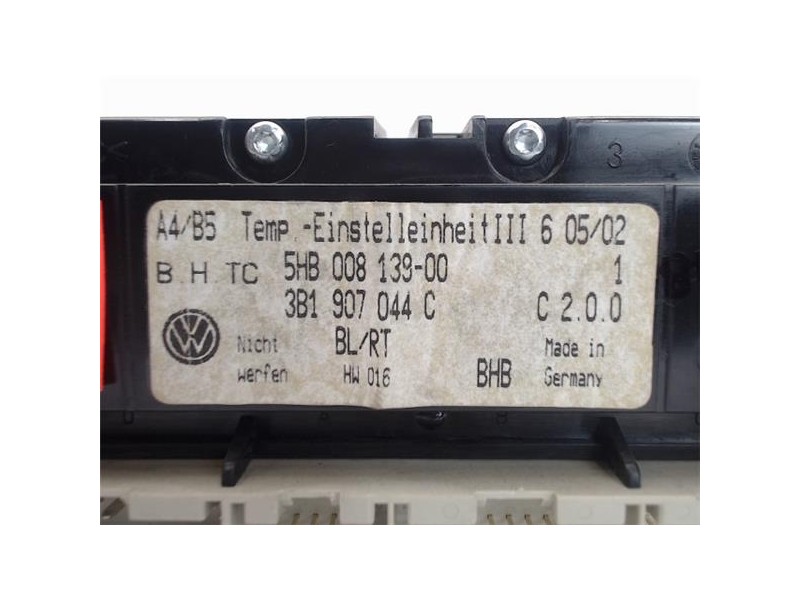 3
A4/B5 Temp.-EinstelleinheitIII 6 05/02
B.H.TC 5HB 008 139-00 1
3B1 907 044 C C 2.0.0
Nicht BL/RT Made in
werfen HW 016 BHB Germany